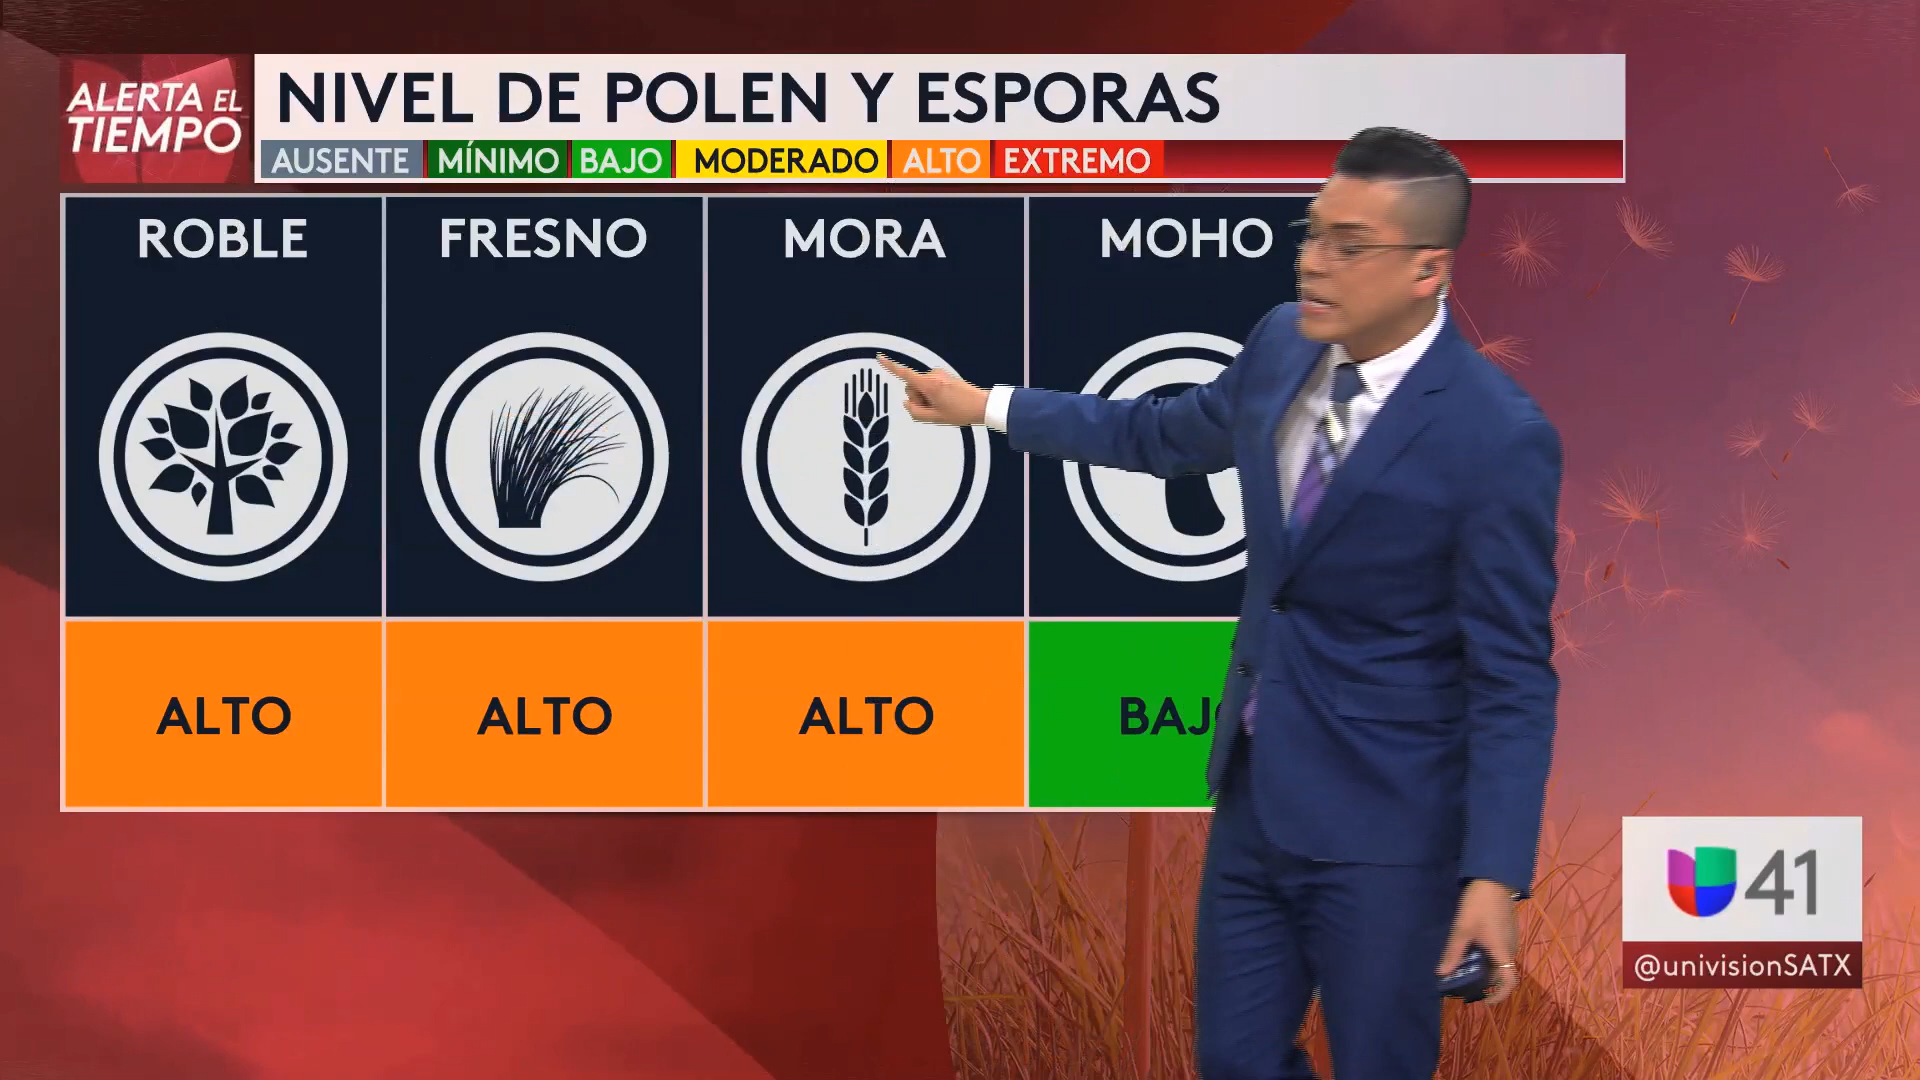 ALERTA EL
TIEMPO
NIVEL DE POLEN Y ESPORAS
AUSENTE MÍNIMO BAJO MODERADO ALTO EXTREMO
ROBLE FRESNO MORA MOHO
ALTO ALTO ALTO BAJO
41
@univisionSATX